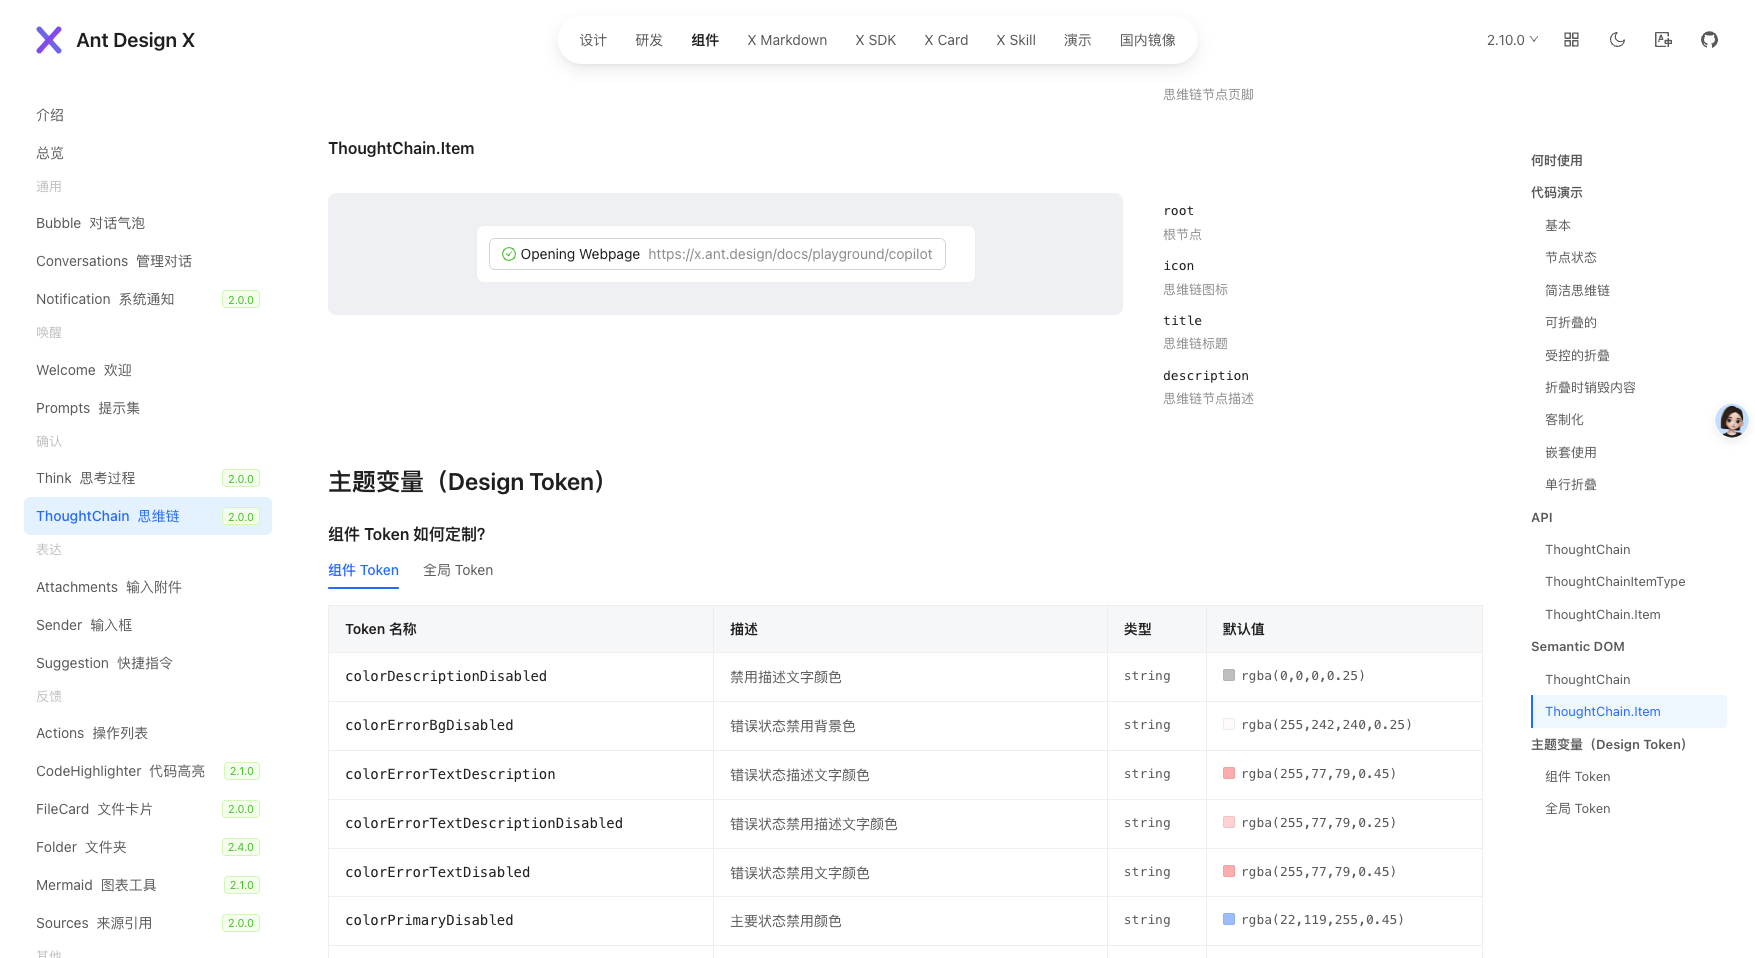 Ant Design X
设计 研发 组件 X Markdown X SDK X Card X Skill 演示 国内镜像
2.10.0
介绍
总览
通用
Bubble 对话气泡
Conversations 管理对话
Notification 系统通知 2.0.0
唤醒
Welcome 欢迎
Prompts 提示集
确认
Think 思考过程 2.0.0
ThoughtChain 思维链 2.0.0
表达
Attachments 输入附件
Sender 输入框
Suggestion 快捷指令
反馈
Actions 操作列表
CodeHighlighter 代码高亮 2.1.0
FileCard 文件卡片 2.0.0
Folder 文件夹 2.4.0
Mermaid 图表工具 2.1.0
Sources 来源引用 2.0.0
其他
思维链节点页脚
ThoughtChain.Item
Opening Webpage https://x.ant.design/docs/playground/copilot
root
根节点
icon
思维链图标
title
思维链标题
description
思维链节点描述
主题变量（Design Token）
组件 Token 如何定制?
组件 Token 全局 Token
Token 名称 描述 类型 默认值
colorDescriptionDisabled 禁用描述文字颜色 string rgba(0,0,0,0.25)
colorErrorBgDisabled 错误状态禁用背景色 string rgba(255,242,240,0.25)
colorErrorTextDescription 错误状态描述文字颜色 string rgba(255,77,79,0.45)
colorErrorTextDescriptionDisabled 错误状态禁用描述文字颜色 string rgba(255,77,79,0.25)
colorErrorTextDisabled 错误状态禁用文字颜色 string rgba(255,77,79,0.45)
colorPrimaryDisabled 主要状态禁用颜色 string rgba(22,119,255,0.45)
何时使用
代码演示
基本
节点状态
简洁思维链
可折叠的
受控的折叠
折叠时销毁内容
客制化
嵌套使用
单行折叠
API
ThoughtChain
ThoughtChainItemType
ThoughtChain.Item
Semantic DOM
ThoughtChain
ThoughtChain.Item
主题变量（Design Token）
组件 Token
全局 Token